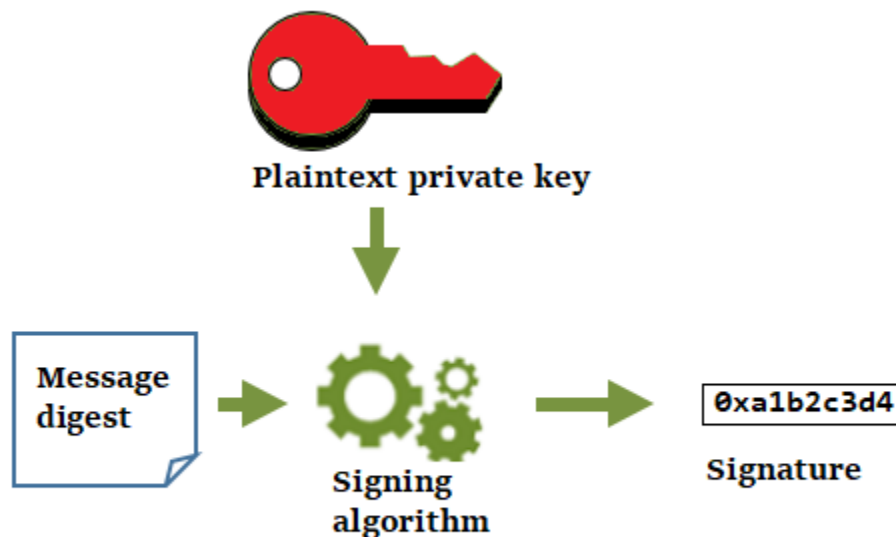 Plaintext private key
Message
digest
0xa1b2c3d4
Signing
algorithm
Signature